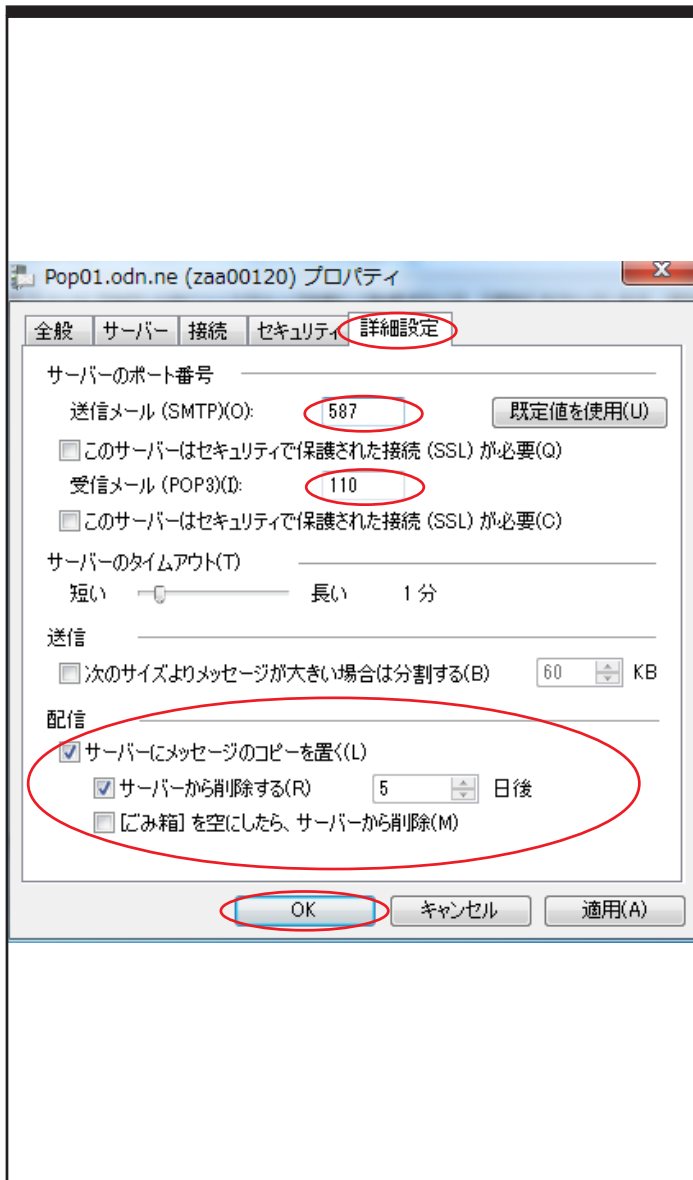 Pop01.odn.ne (zaa00120) プロパティ
全般 サーバー 接続 セキュリティ 詳細設定
サーバーのポート番号
送信メール (SMTP)(O): 587 既定値を使用(U)
このサーバーはセキュリティで保護された接続 (SSL) が必要(Q)
受信メール (POP3)(I): 110
このサーバーはセキュリティで保護された接続 (SSL) が必要(C)
サーバーのタイムアウト(T)
短い 長い 1 分
送信
次のサイズよりメッセージが大きい場合は分割する(B) 60 KB
配信
サーバーにメッセージのコピーを置く(L)
サーバーから削除する(R) 5 日後
[ごみ箱] を空にしたら、サーバーから削除(M)
OK キャンセル 適用(A)